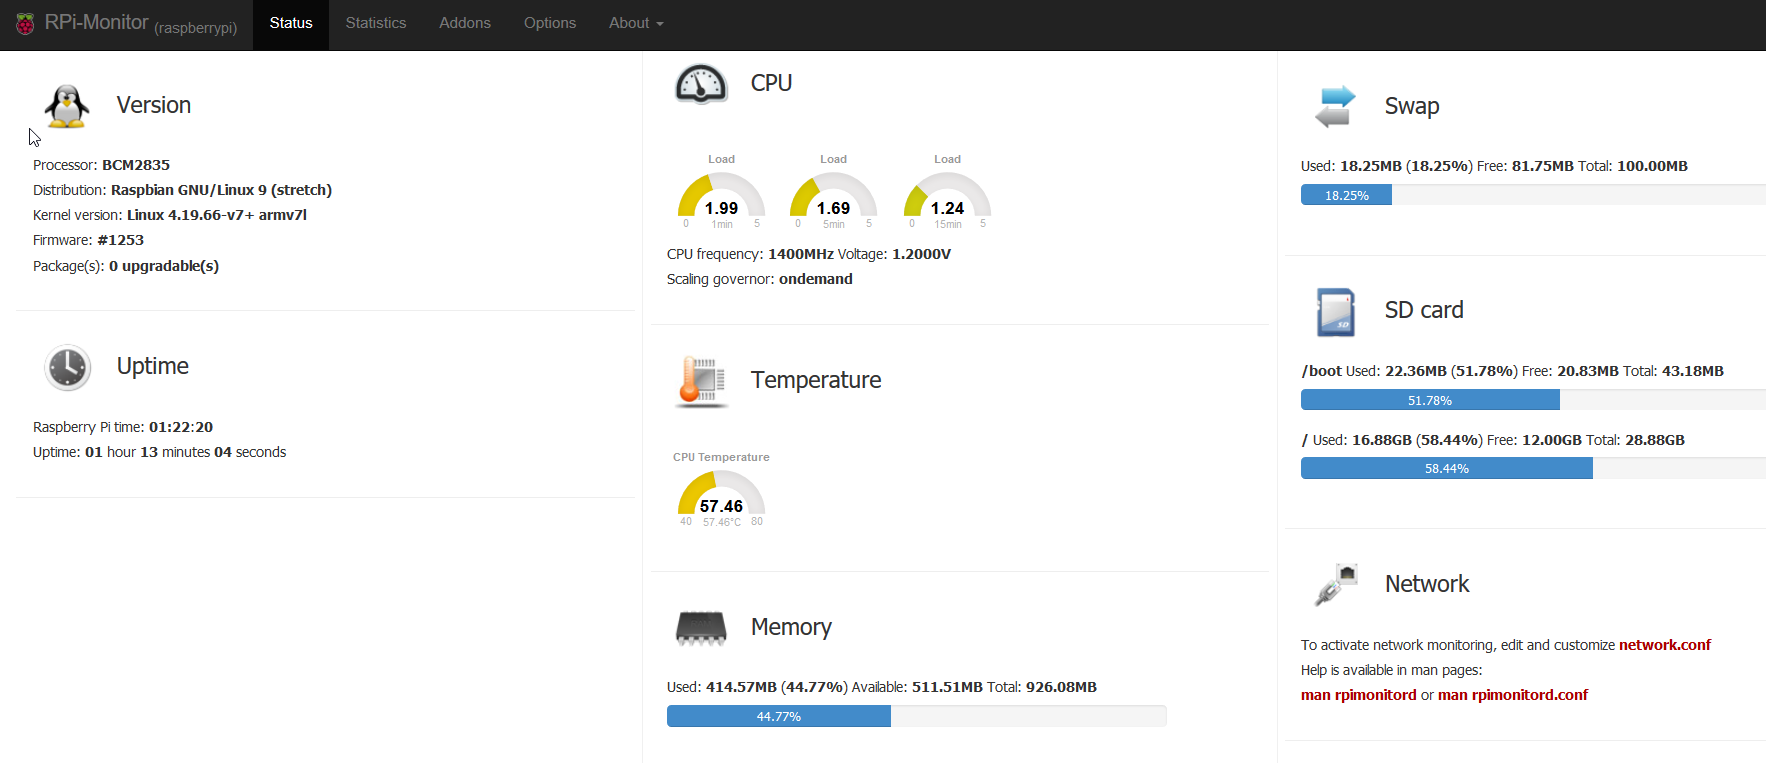 RPi-Monitor (raspberrypi) Status Statistics Addons Options About
Version
Processor: BCM2835
Distribution: Raspbian GNU/Linux 9 (stretch)
Kernel version: Linux 4.19.66-v7+ armv7l
Firmware: #1253
Package(s): 0 upgradable(s)
Uptime
Raspberry Pi time: 01:22:20
Uptime: 01 hour 13 minutes 04 seconds
CPU
Load Load Load
1.99 1.69 1.24
0 1min 5 0 5min 5 0 15min 5
CPU frequency: 1400MHz Voltage: 1.2000V
Scaling governor: ondemand
Temperature
CPU Temperature
57.46
40 57.46°C 80
Memory
Used: 414.57MB (44.77%) Available: 511.51MB Total: 926.08MB
44.77%
Swap
Used: 18.25MB (18.25%) Free: 81.75MB Total: 100.00MB
18.25%
SD
SD card
/boot Used: 22.36MB (51.78%) Free: 20.83MB Total: 43.18MB
51.78%
/ Used: 16.88GB (58.44%) Free: 12.00GB Total: 28.88GB
58.44%
Network
To activate network monitoring, edit and customize network.conf
Help is available in man pages:
man rpimonitord or man rpimonitord.conf